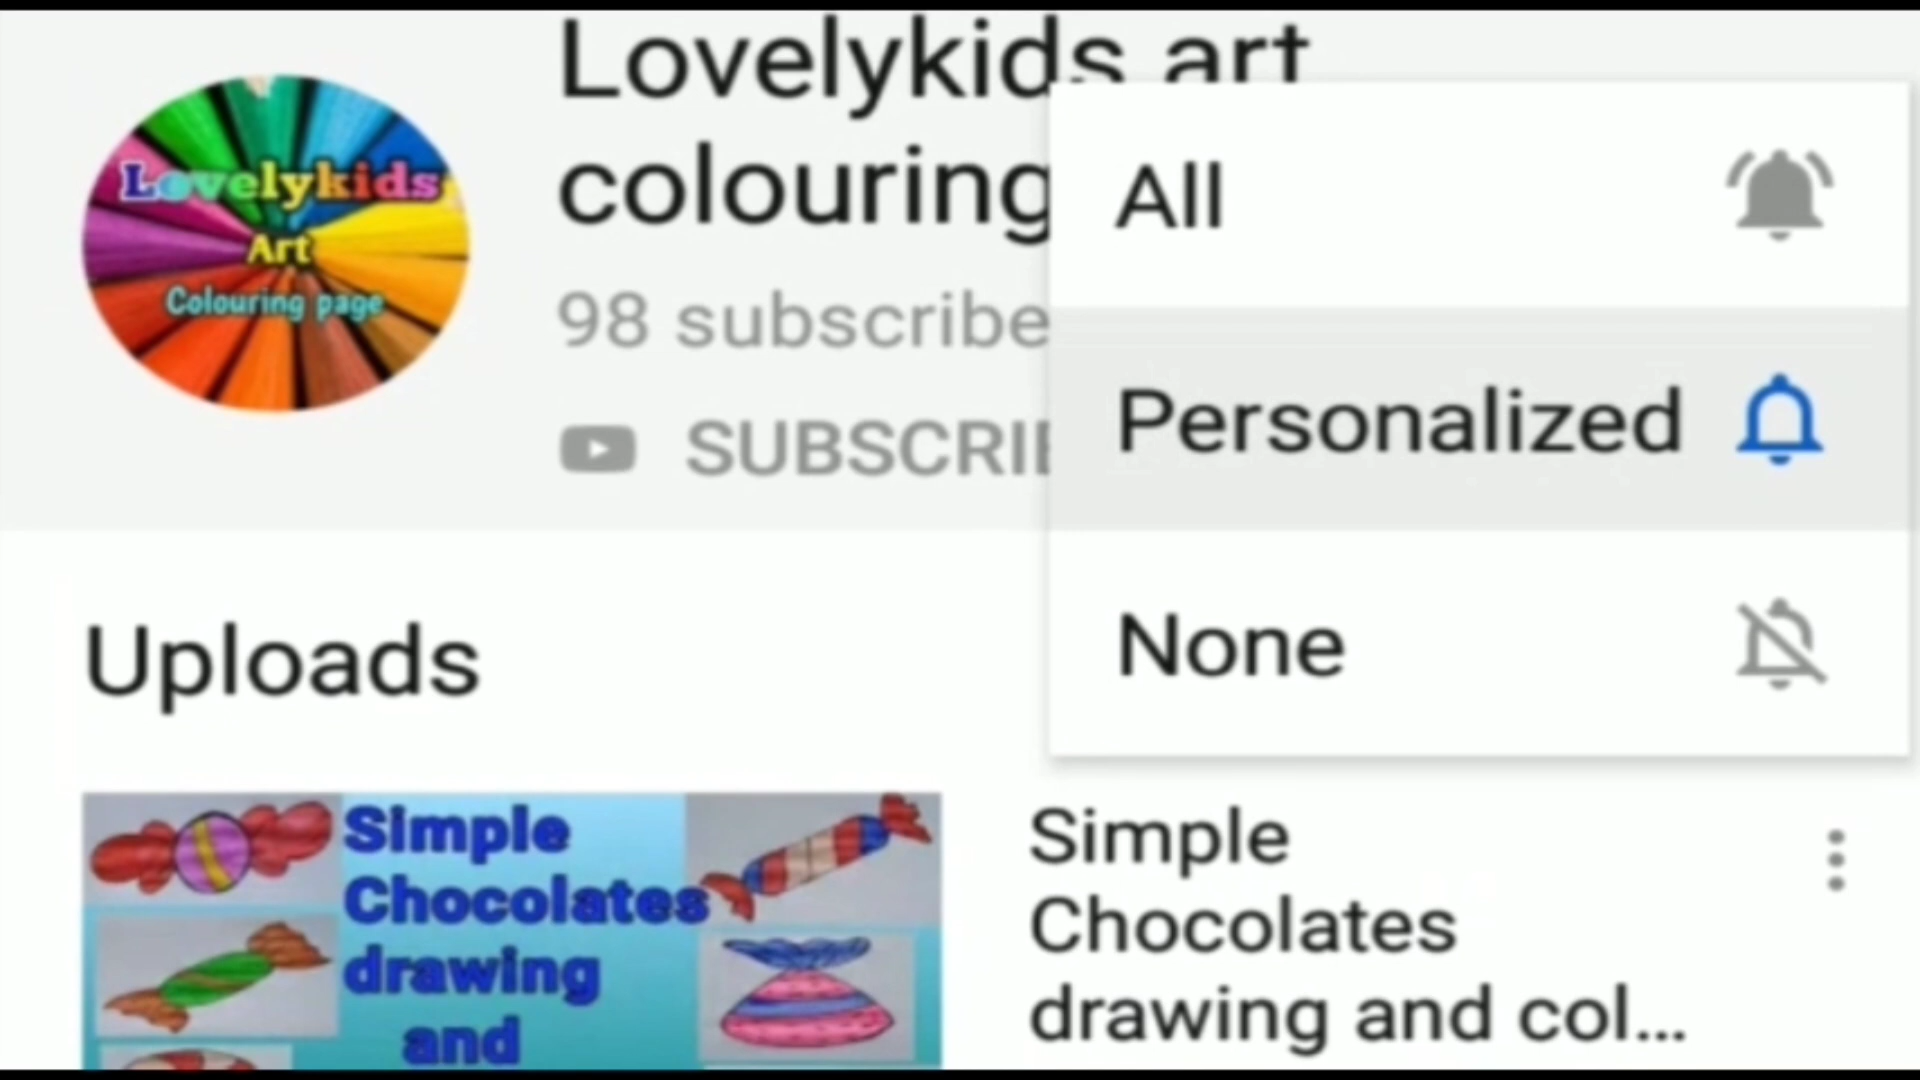 Lovelykids art
colouring
98 subscribe
SUBSCRIB
Lovelykids
Art
Colouring page
All
Personalized
None
Uploads
Simple
Chocolates
drawing
and
Simple
Chocolates
drawing and col...